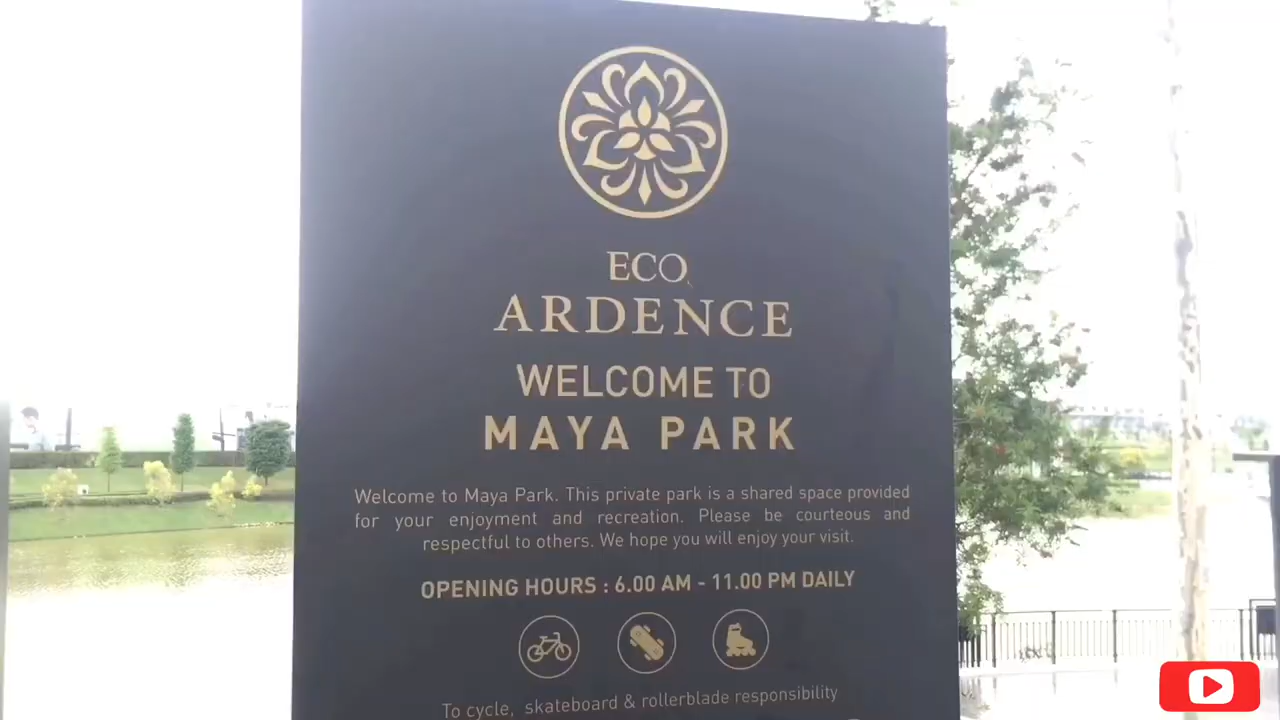 ECO
ARDENCE
WELCOME TO
MAYA PARK
Welcome to Maya Park. This private park is a shared space provided
for your enjoyment and recreation. Please be courteous and
respectful to others. We hope you will enjoy your visit.
OPENING HOURS : 6.00 AM - 11.00 PM DAILY
To cycle, skateboard & rollerblade responsibility